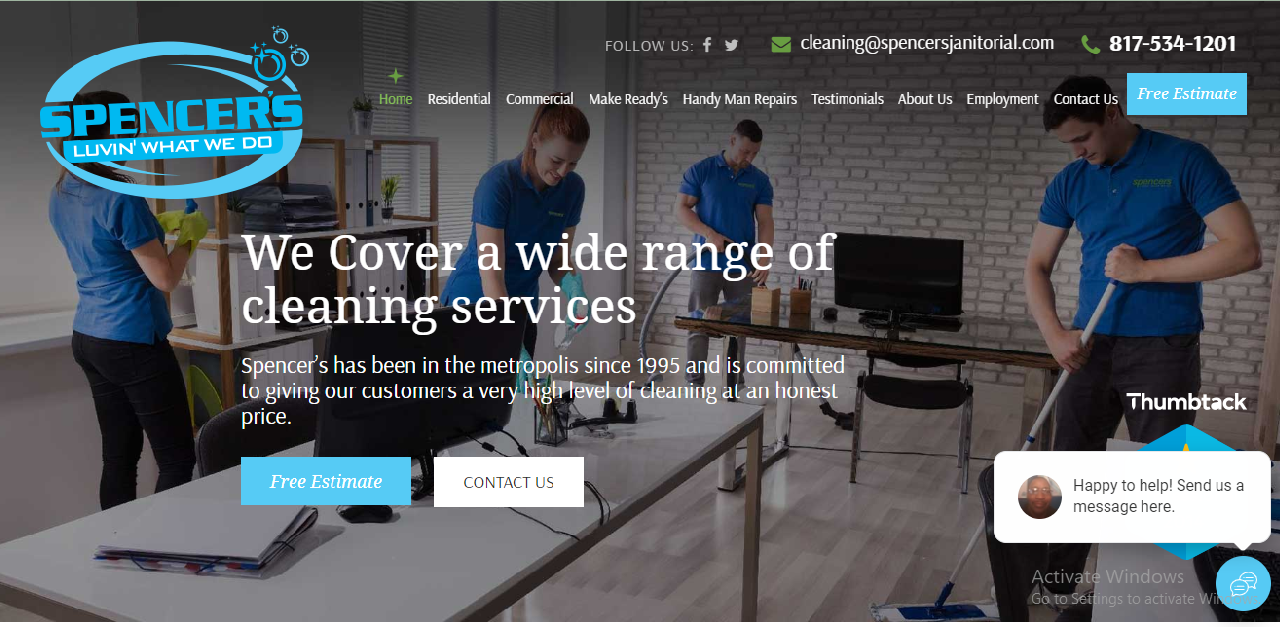 FOLLOW US:
cleaning@spencersjanitorial.com
817-534-1201
SPENCER'S
LUVIN' WHAT WE DO
Home Residential Commercial Make Ready's Handy Man Repairs Testimonials About Us Employment Contact Us Free Estimate
spencer's
We Cover a wide range of
cleaning services
Spencer's has been in the metropolis since 1995 and is committed
to giving our customers a very high level of cleaning at an honest
price.
Free Estimate CONTACT US
Thumbtack
Happy to help! Send us a
message here.
Activate Windows
Go to Settings to activate